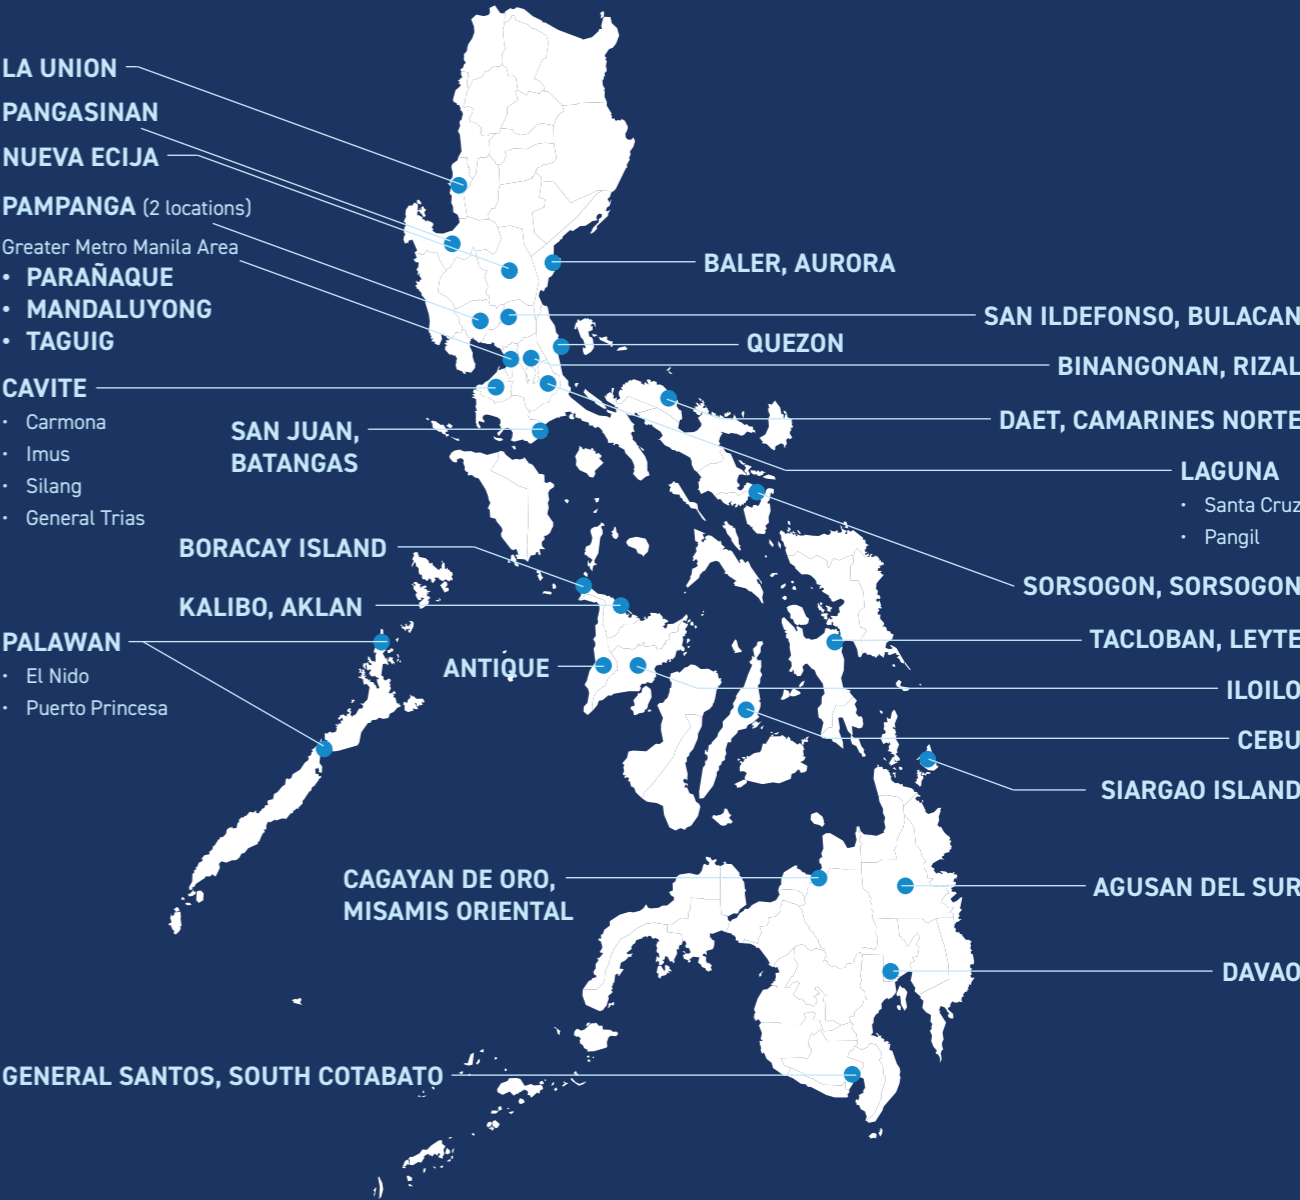 LA UNION
PANGASINAN
NUEVA ECIJA
PAMPANGA (2 locations)
Greater Metro Manila Area
• PARAÑAQUE
• MANDALUYONG
• TAGUIG
CAVITE
• Carmona
• Imus
• Silang
• General Trias
SAN JUAN,
BATANGAS
BORACAY ISLAND
KALIBO, AKLAN
PALAWAN
• El Nido
• Puerto Princesa
ANTIQUE
CAGAYAN DE ORO,
MISAMIS ORIENTAL
GENERAL SANTOS, SOUTH COTABATO
BALER, AURORA
SAN ILDEFONSO, BULACAN
QUEZON
BINANGONAN, RIZAL
DAET, CAMARINES NORTE
LAGUNA
• Santa Cruz
• Pangil
SORSOGON, SORSOGON
TACLOBAN, LEYTE
ILOILO
CEBU
SIARGAO ISLAND
AGUSAN DEL SUR
DAVAO